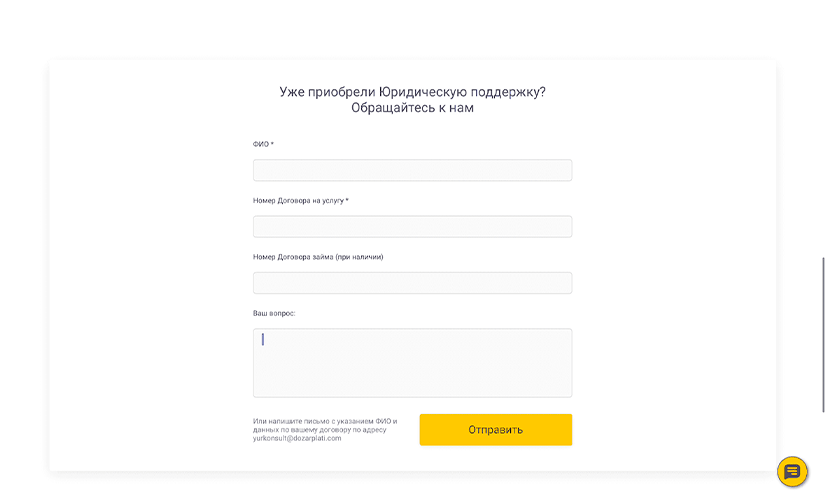 Уже приобрели Юридическую поддержку?
Обращайтесь к нам
ФИО *
Номер Договора на услугу *
Номер Договора займа (при наличии)
Ваш вопрос:
Или напишите письмо с указанием ФИО и
данных по вашему договору по адресу
yurkonsult@dozarplati.com
Отправить